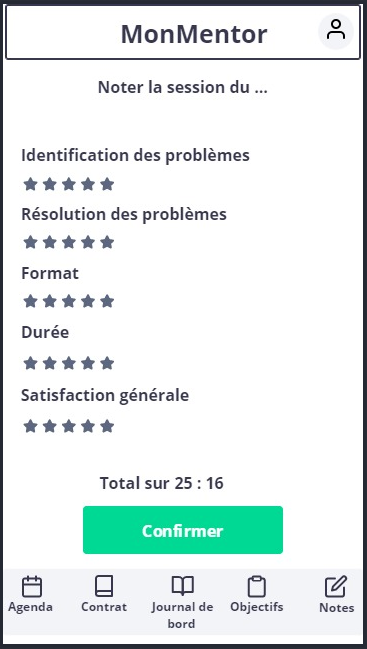 MonMentor
Noter la session du ...
Identification des problèmes
Résolution des problèmes
Format
Durée
Satisfaction générale
Total sur 25 : 16
Confirmer
Agenda
Contrat
Journal de
bord
Objectifs
Notes